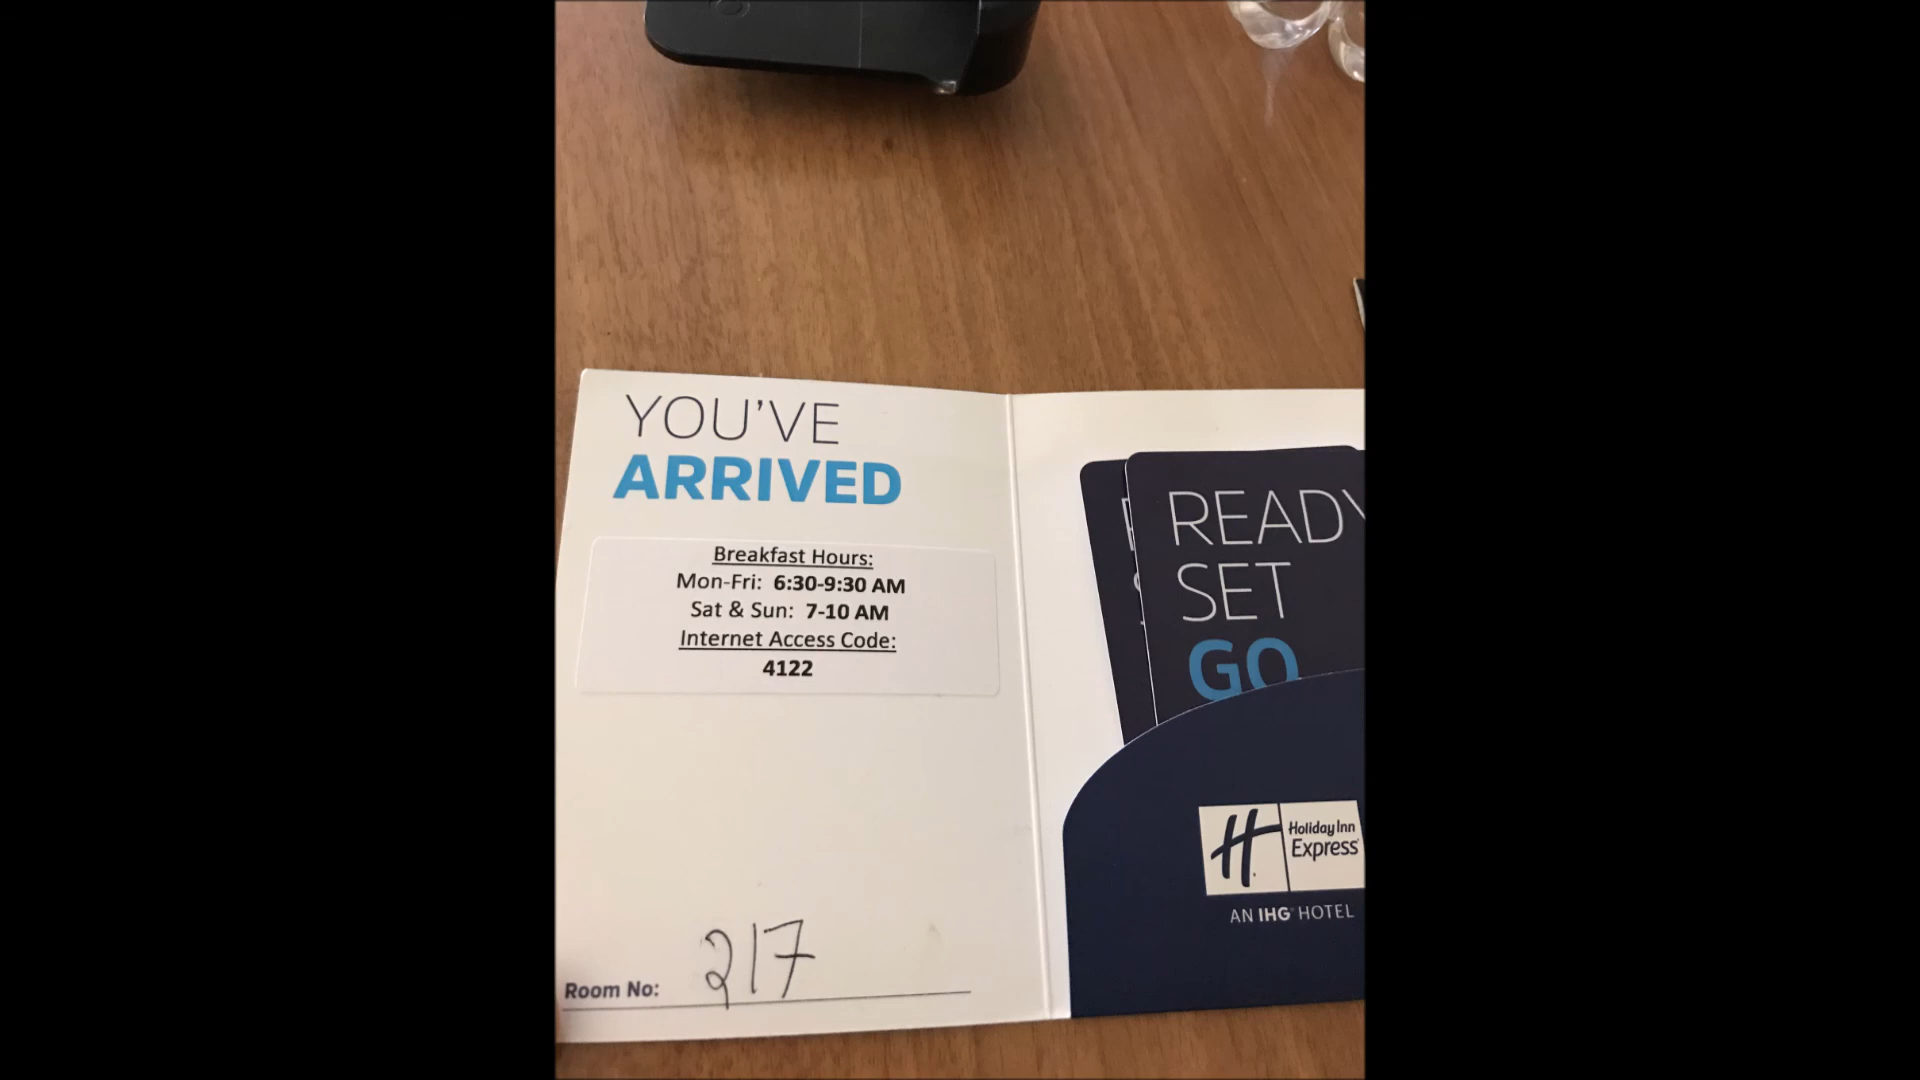 YOU'VE
ARRIVED
Breakfast Hours:
Mon-Fri: 6:30-9:30 AM
Sat & Sun: 7-10 AM
Internet Access Code:
4122
Room No: 217
READY
SET
GO
H
Holiday Inn
Express
AN IHG HOTEL